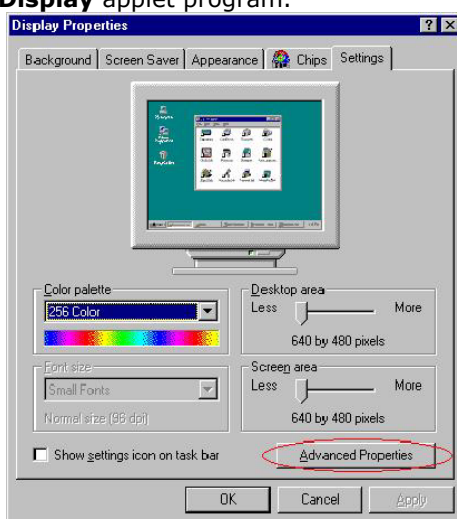 Display applet program.
Display Properties
Background Screen Saver Appearance Chips Settings
Color palette
256 Color
Desktop area
Less More
640 by 480 pixels
Font size
Small Fonts
Normal size (96 dpi)
Screen area
Less More
640 by 480 pixels
Show settings icon on task bar
Advanced Properties
OK Cancel Apply